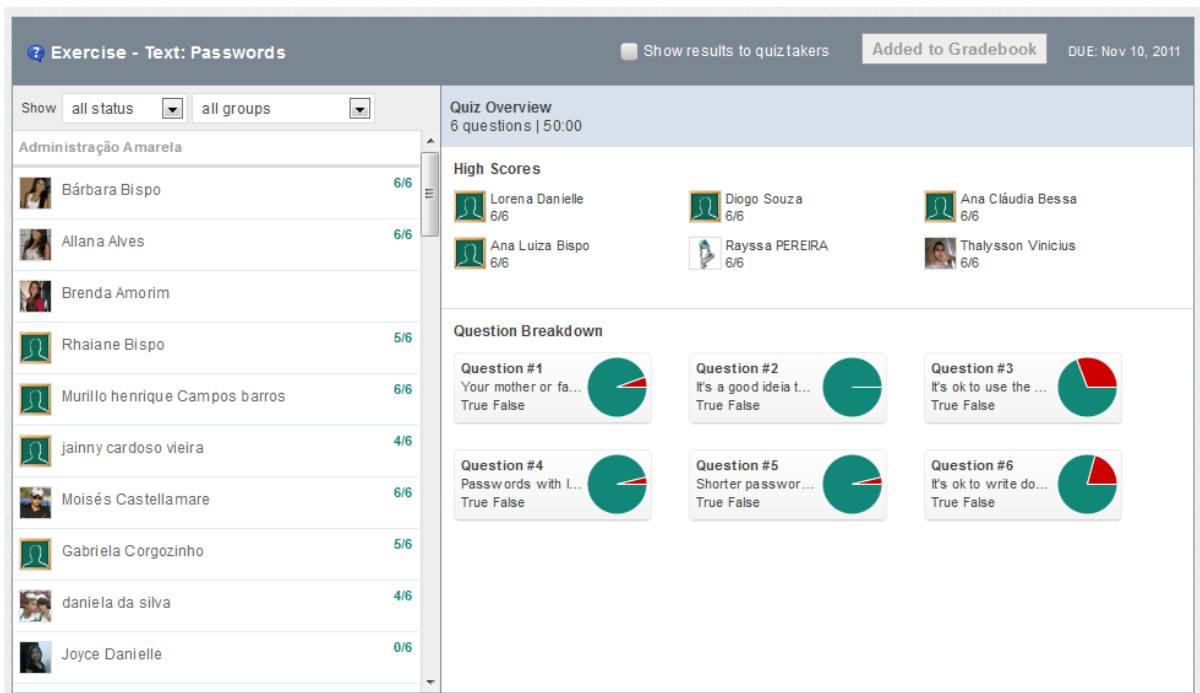 Exercise - Text: Passwords
Show results to quiz takers
Added to Gradebook
DUE: Nov 10, 2011
Show all status all groups
Administração Amarela
Bárbara Bispo 6/6
Allana Alves 6/6
Brenda Amorim
Rhaiane Bispo 5/6
Murillo henrique Campos barros 6/6
jainny cardoso vieira 4/6
Moisés Castellamare 6/6
Gabriela Corgozinho 5/6
daniela da silva 4/6
Joyce Danielle 0/6
Quiz Overview
6 questions | 50:00
High Scores
Lorena Danielle
6/6
Diogo Souza
6/6
Ana Cláudia Bessa
6/6
Ana Luiza Bispo
6/6
Rayssa PEREIRA
6/6
Thalysson Vinicius
6/6
Question Breakdown
Question #1
Your mother or fa...
True False
Question #2
It's a good ideia t...
True False
Question #3
It's ok to use the ...
True False
Question #4
Passwords with l...
True False
Question #5
Shorter passwor...
True False
Question #6
It's ok to write do...
True False